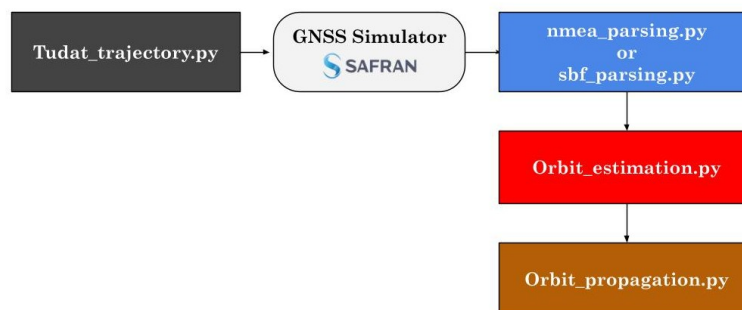 Tudat_trajectory.py
GNSS Simulator
SAFRAN
nmea_parsing.py
or
sbf_parsing.py
Orbit_estimation.py
Orbit_propagation.py